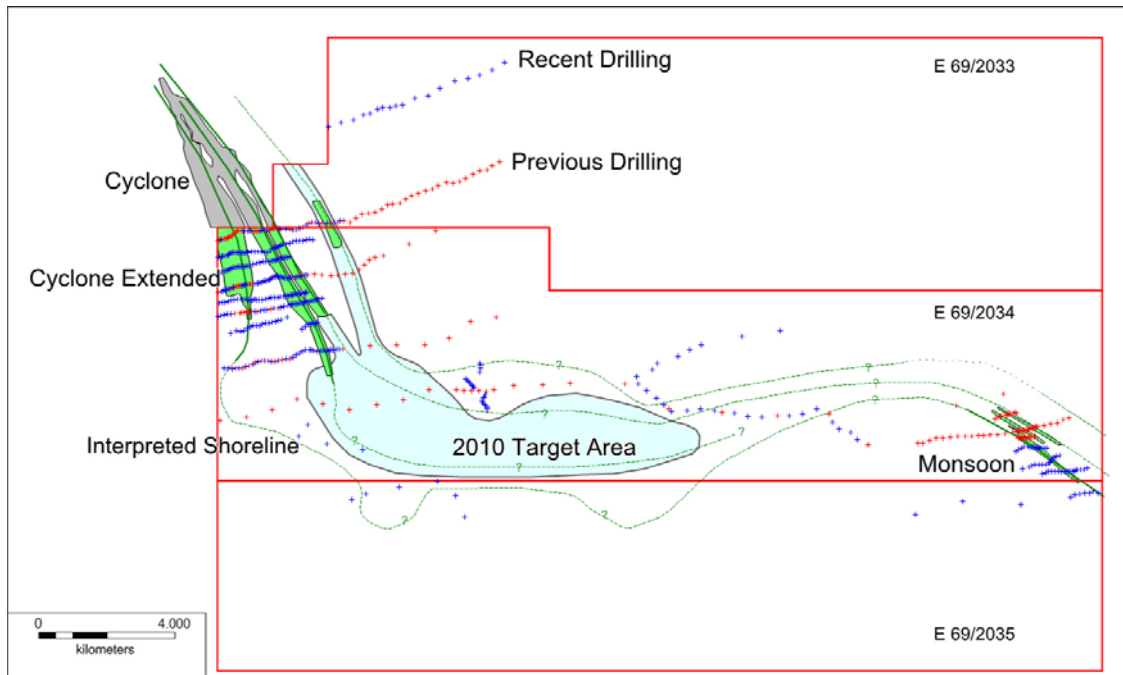 Recent Drilling
E 69/2033
Previous Drilling
Cyclone
Cyclone Extended
E 69/2034
?
?
?
?
Interpreted Shoreline
?
2010 Target Area
?
?
Monsoon
?
?
0 4.000
kilometers
E 69/2035